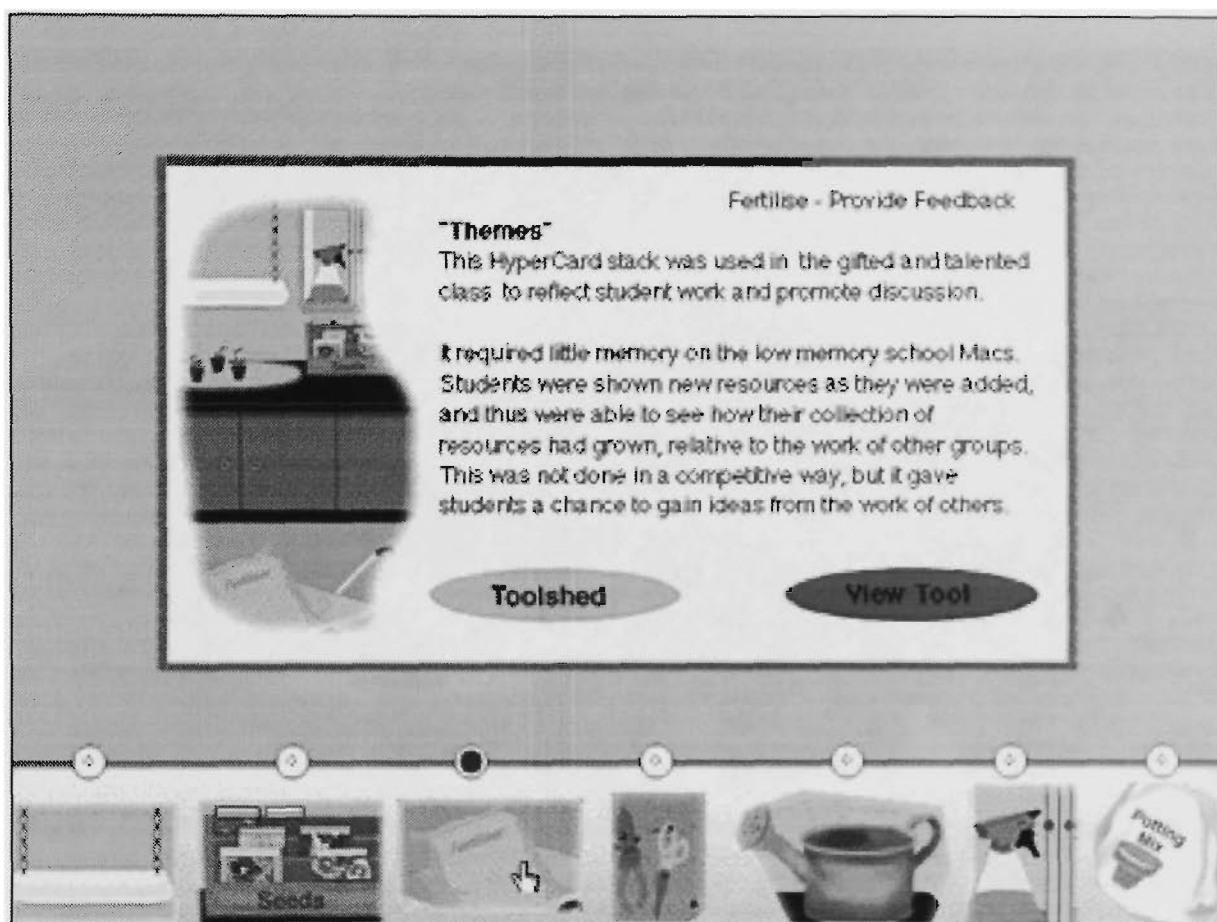 Fertilise - Provide Feedback
"Themes"
This HyperCard stack was used in the gifted and talented
class to reflect student work and promote discussion.
It required little memory on the low memory school Macs.
Students were shown new resources as they were added,
and thus were able to see how their collection of
resources had grown, relative to the work of other groups.
This was not done in a competitive way, but it gave
students a chance to gain ideas from the work of others.
Toolshed
View Tool
Seeds
Potting
Mix